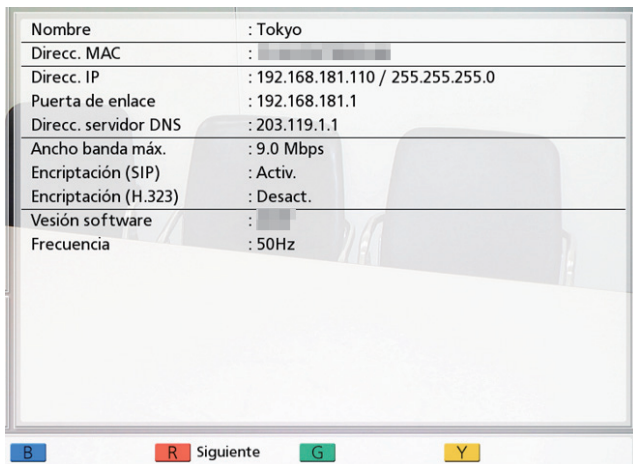 Nombre : Tokyo
Direcc. MAC :
Direcc. IP : 192.168.181.110 / 255.255.255.0
Puerta de enlace : 192.168.181.1
Direcc. servidor DNS : 203.119.1.1
Ancho banda máx. : 9.0 Mbps
Encriptación (SIP) : Activ.
Encriptación (H.323) : Desact.
Vesión software :
Frecuencia : 50Hz
B R Siguiente G Y